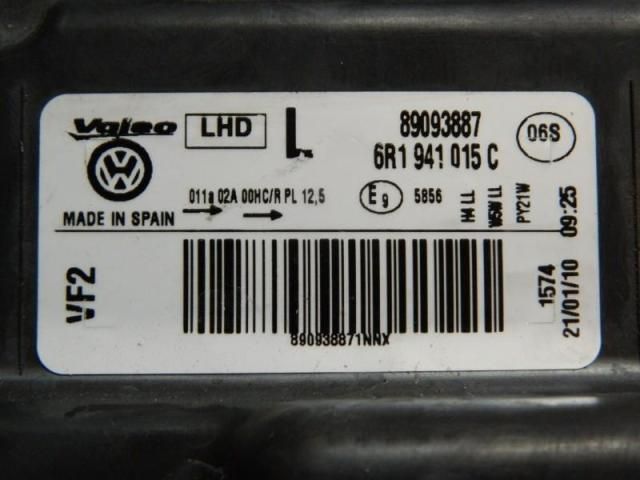 Valeo LHD L 89093887 06S
6R1 941 015 C
VW
011a 02A 00HC/R PL 12,5 E9 5856
H4 LL
W5W LL
PY21W
MADE IN SPAIN
VF2
890938871NNX
1574
21/01/10 09:25